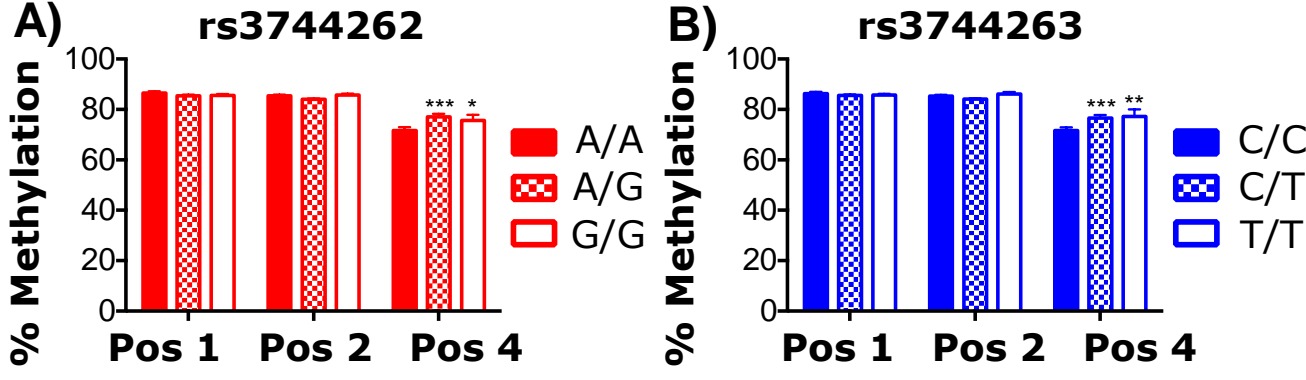 A) rs3744262
% Methylation
100
80
60
40
20
0
*** *
Pos 1 Pos 2 Pos 4
A/A
A/G
G/G
B) rs3744263
% Methylation
100
80
60
40
20
0
*** **
Pos 1 Pos 2 Pos 4
C/C
C/T
T/T